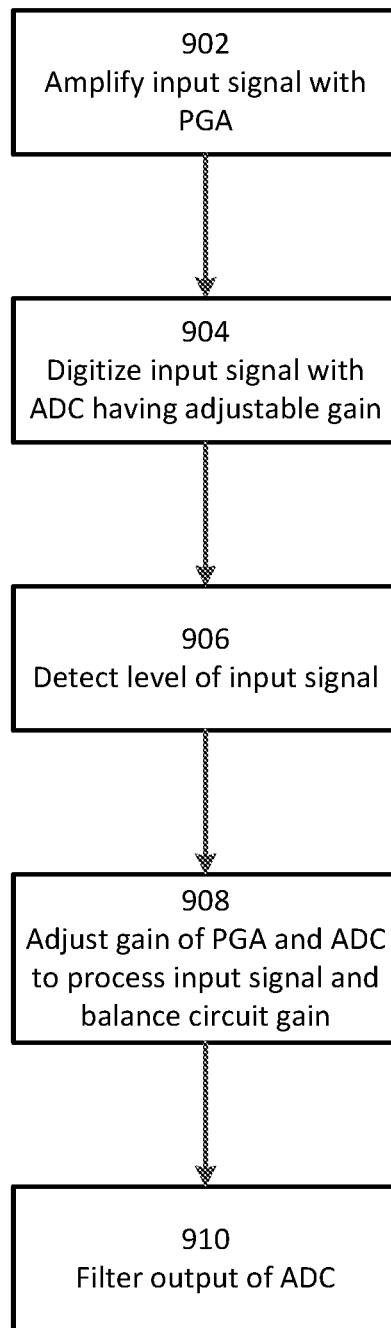 902
Amplify input signal with
PGA
904
Digitize input signal with
ADC having adjustable gain
906
Detect level of input signal
908
Adjust gain of PGA and ADC
to process input signal and
balance circuit gain
910
Filter output of ADC